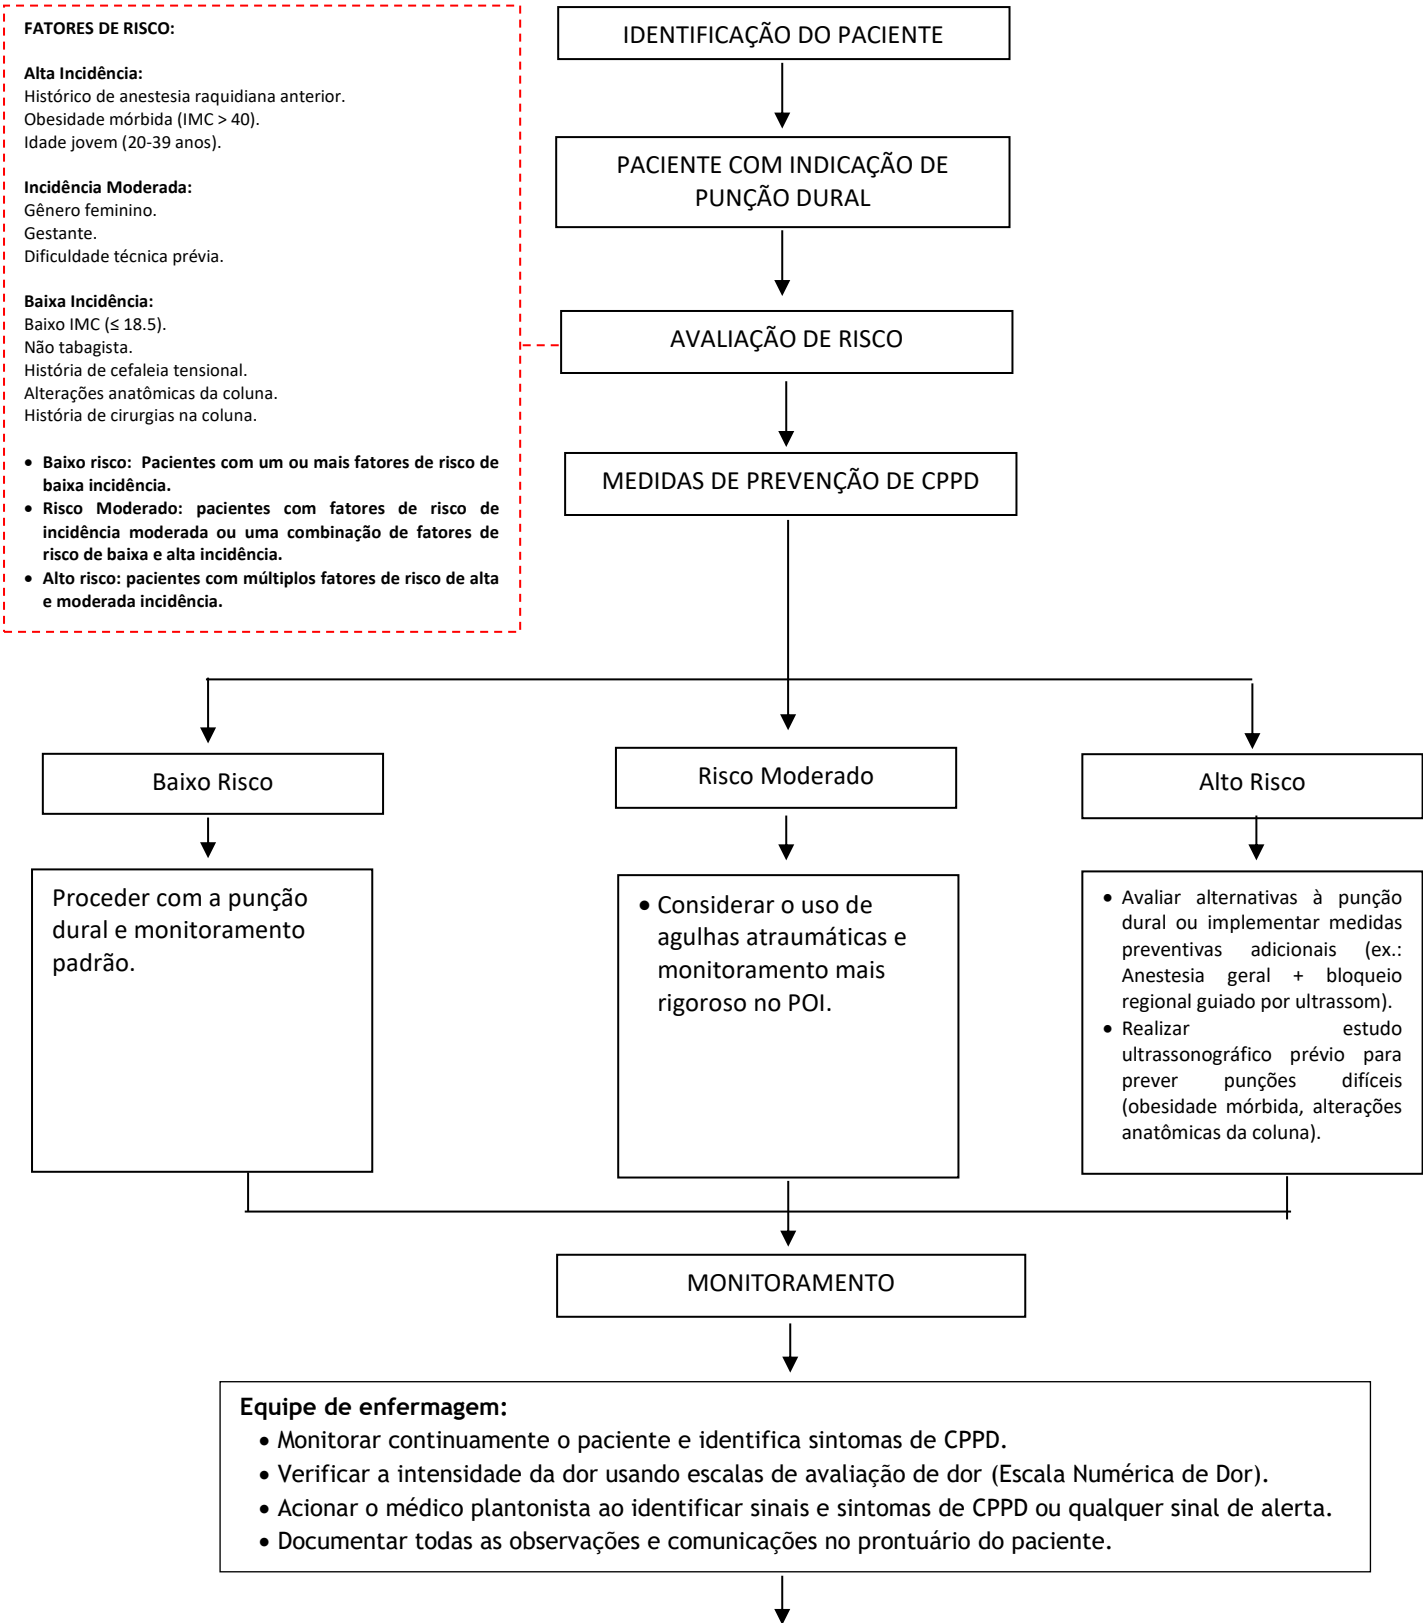 FATORES DE RISCO:
Alta Incidência:
Histórico de anestesia raquidiana anterior.
Obesidade mórbida (IMC > 40).
Idade jovem (20-39 anos).
Incidência Moderada:
Gênero feminino.
Gestante.
Dificuldade técnica prévia.
Baixa Incidência:
Baixo IMC (≤ 18.5).
Não tabagista.
História de cefaleia tensional.
Alterações anatômicas da coluna.
História de cirurgias na coluna.
• Baixo risco: Pacientes com um ou mais fatores de risco de
baixa incidência.
• Risco Moderado: pacientes com fatores de risco de
incidência moderada ou uma combinação de fatores de
risco de baixa e alta incidência.
• Alto risco: pacientes com múltiplos fatores de risco de alta
e moderada incidência.
IDENTIFICAÇÃO DO PACIENTE
PACIENTE COM INDICAÇÃO DE
PUNÇÃO DURAL
AVALIAÇÃO DE RISCO
MEDIDAS DE PREVENÇÃO DE CPPD
Baixo Risco
Proceder com a punção
dural e monitoramento
padrão.
Risco Moderado
• Considerar o uso de
agulhas atraumáticas e
monitoramento mais
rigoroso no POI.
Alto Risco
• Avaliar alternativas à punção
dural ou implementar medidas
preventivas adicionais (ex.:
Anestesia geral + bloqueio
regional guiado por ultrassom).
• Realizar estudo
ultrassonográfico prévio para
prever punções difíceis
(obesidade mórbida, alterações
anatômicas da coluna).
MONITORAMENTO
Equipe de enfermagem:
• Monitorar continuamente o paciente e identifica sintomas de CPPD.
• Verificar a intensidade da dor usando escalas de avaliação de dor (Escala Numérica de Dor).
• Acionar o médico plantonista ao identificar sinais e sintomas de CPPD ou qualquer sinal de alerta.
• Documentar todas as observações e comunicações no prontuário do paciente.